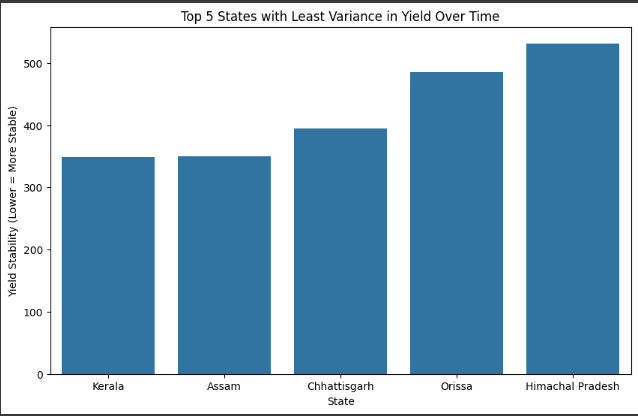 Top 5 States with Least Variance in Yield Over Time
Yield Stability (Lower = More Stable)
500
400
300
200
100
0
Kerala
Assam
Chhattisgarh
Orissa
Himachal Pradesh
State